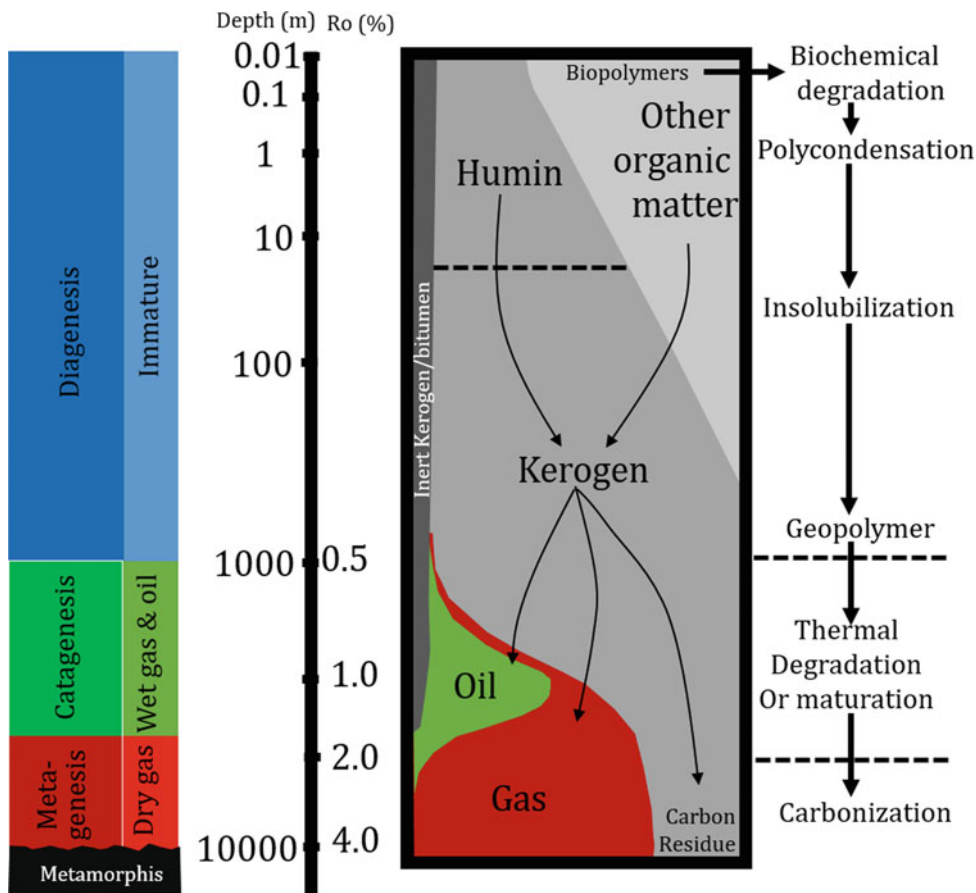 Depth (m) Ro (%)
0.01
0.1
1
10
100
1000
10000
0.5
1.0
2.0
4.0
Diagenesis
Immature
Catagenesis
Wet gas & oil
Meta-
genesis
Dry gas
Metamorphis
Inert Kerogen/bitumen
Biopolymers
Other
organic
matter
Humin
Kerogen
Oil
Gas
Carbon
Residue
Biochemical
degradation
Polycondensation
Insolubilization
Geopolymer
Thermal
Degradation
Or maturation
Carbonization